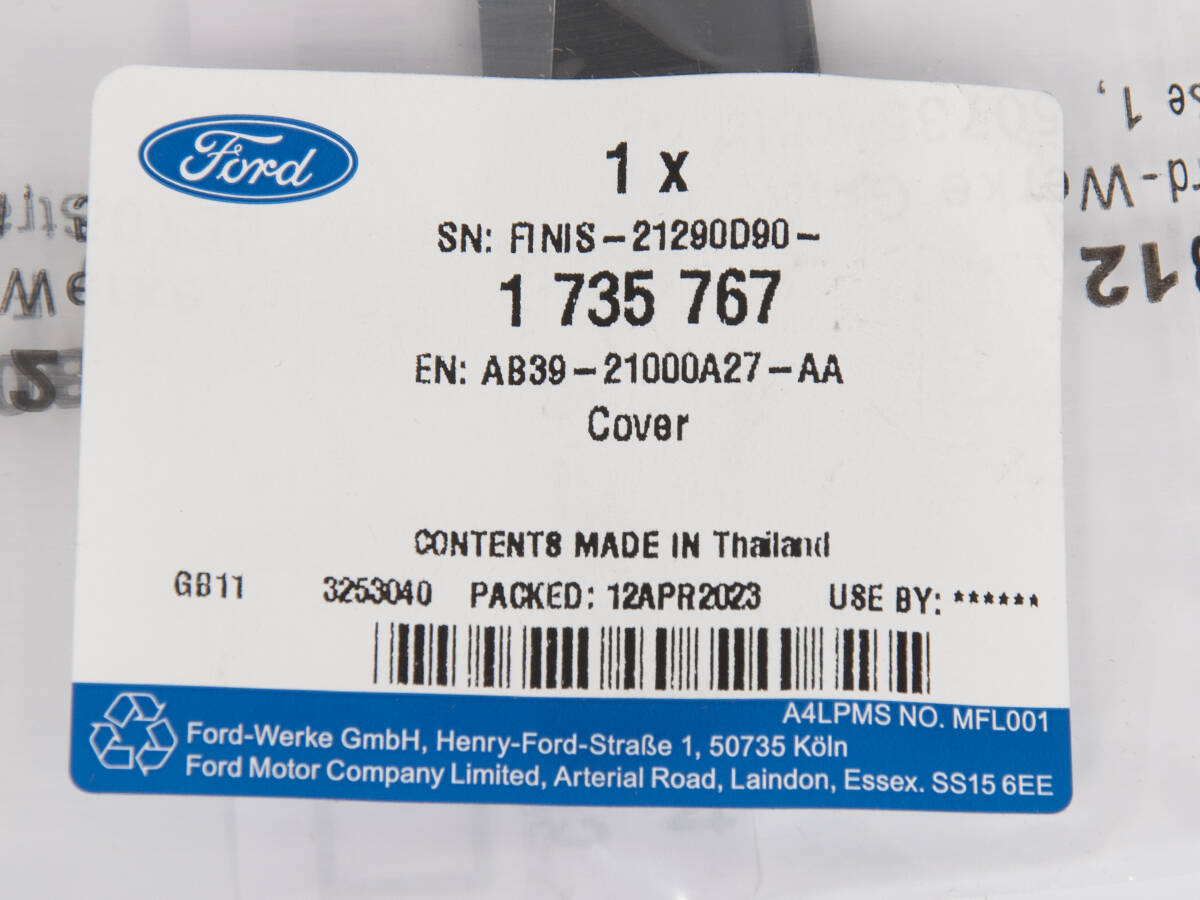 Ford
1 x
SN: FINIS-21290D90-
1 735 767
EN: AB39-21000A27-AA
Cover
CONTENTS MADE IN Thailand
GB11 3253040 PACKED: 12APR2023 USE BY: ******
A4LPMS NO. MFL001
Ford-Werke GmbH, Henry-Ford-Straße 1, 50735 Köln
Ford Motor Company Limited, Arterial Road, Laindon, Essex. SS15 6EE